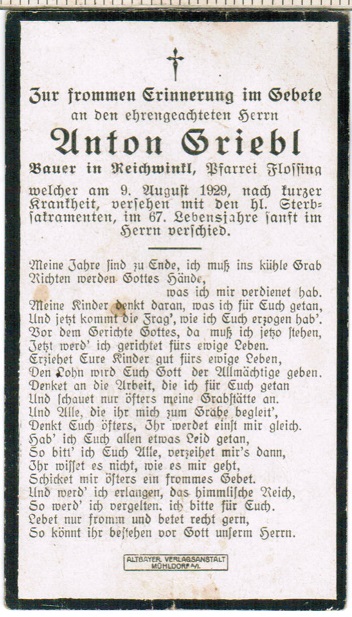 Zur frommen Erinnerung im Gebete
an den ehrengeachteten Herrn
Anton Griebl
Bauer in Reichwinkl, Pfarrei Flossing
welcher am 9. August 1929, nach kurzer
Krankheit, versehen mit den hl. Sterb-
sakramenten, im 67. Lebensjahre sanft im
Herrn verschied.
Meine Jahre sind zu Ende, ich muß ins kühle Grab
Richten werden Gottes Hände,
was ich mir verdienet hab.
Meine Kinder denkt daran, was ich für Euch getan,
Und jetzt kommt die Frag', wie ich Euch erzogen hab'.
Vor dem Gerichte Gottes, da muß ich jetzo stehen,
Jetzt werd' ich gerichtet fürs ewige Leben.
Erziehet Eure Kinder gut fürs ewige Leben,
Den Lohn wird Euch Gott der Allmächtige geben.
Denket an die Arbeit, die ich für Euch getan
Und schauet nur öfters meine Grabstätte an.
Und Alle, die ihr mich zum Grabe begleit',
Denkt Euch öfters, Ihr werdet einst mir gleich.
Hab' ich Euch allen etwas Leid getan,
So bitt' ich Euch Alle, verzeihet mir's dann,
Ihr wisset es nicht, wie es mir geht,
Schicket mir öfters ein frommes Gebet.
Und werd' ich erlangen, das himmlische Reich,
So werd' ich vergelten, ich bitte für Euch.
Lebet nur fromm und betet recht gern,
So könnt ihr bestehen vor Gott unserm Herrn.
ALTBAYER. VERLAGSANSTALT
MÜHLDORF a/I.